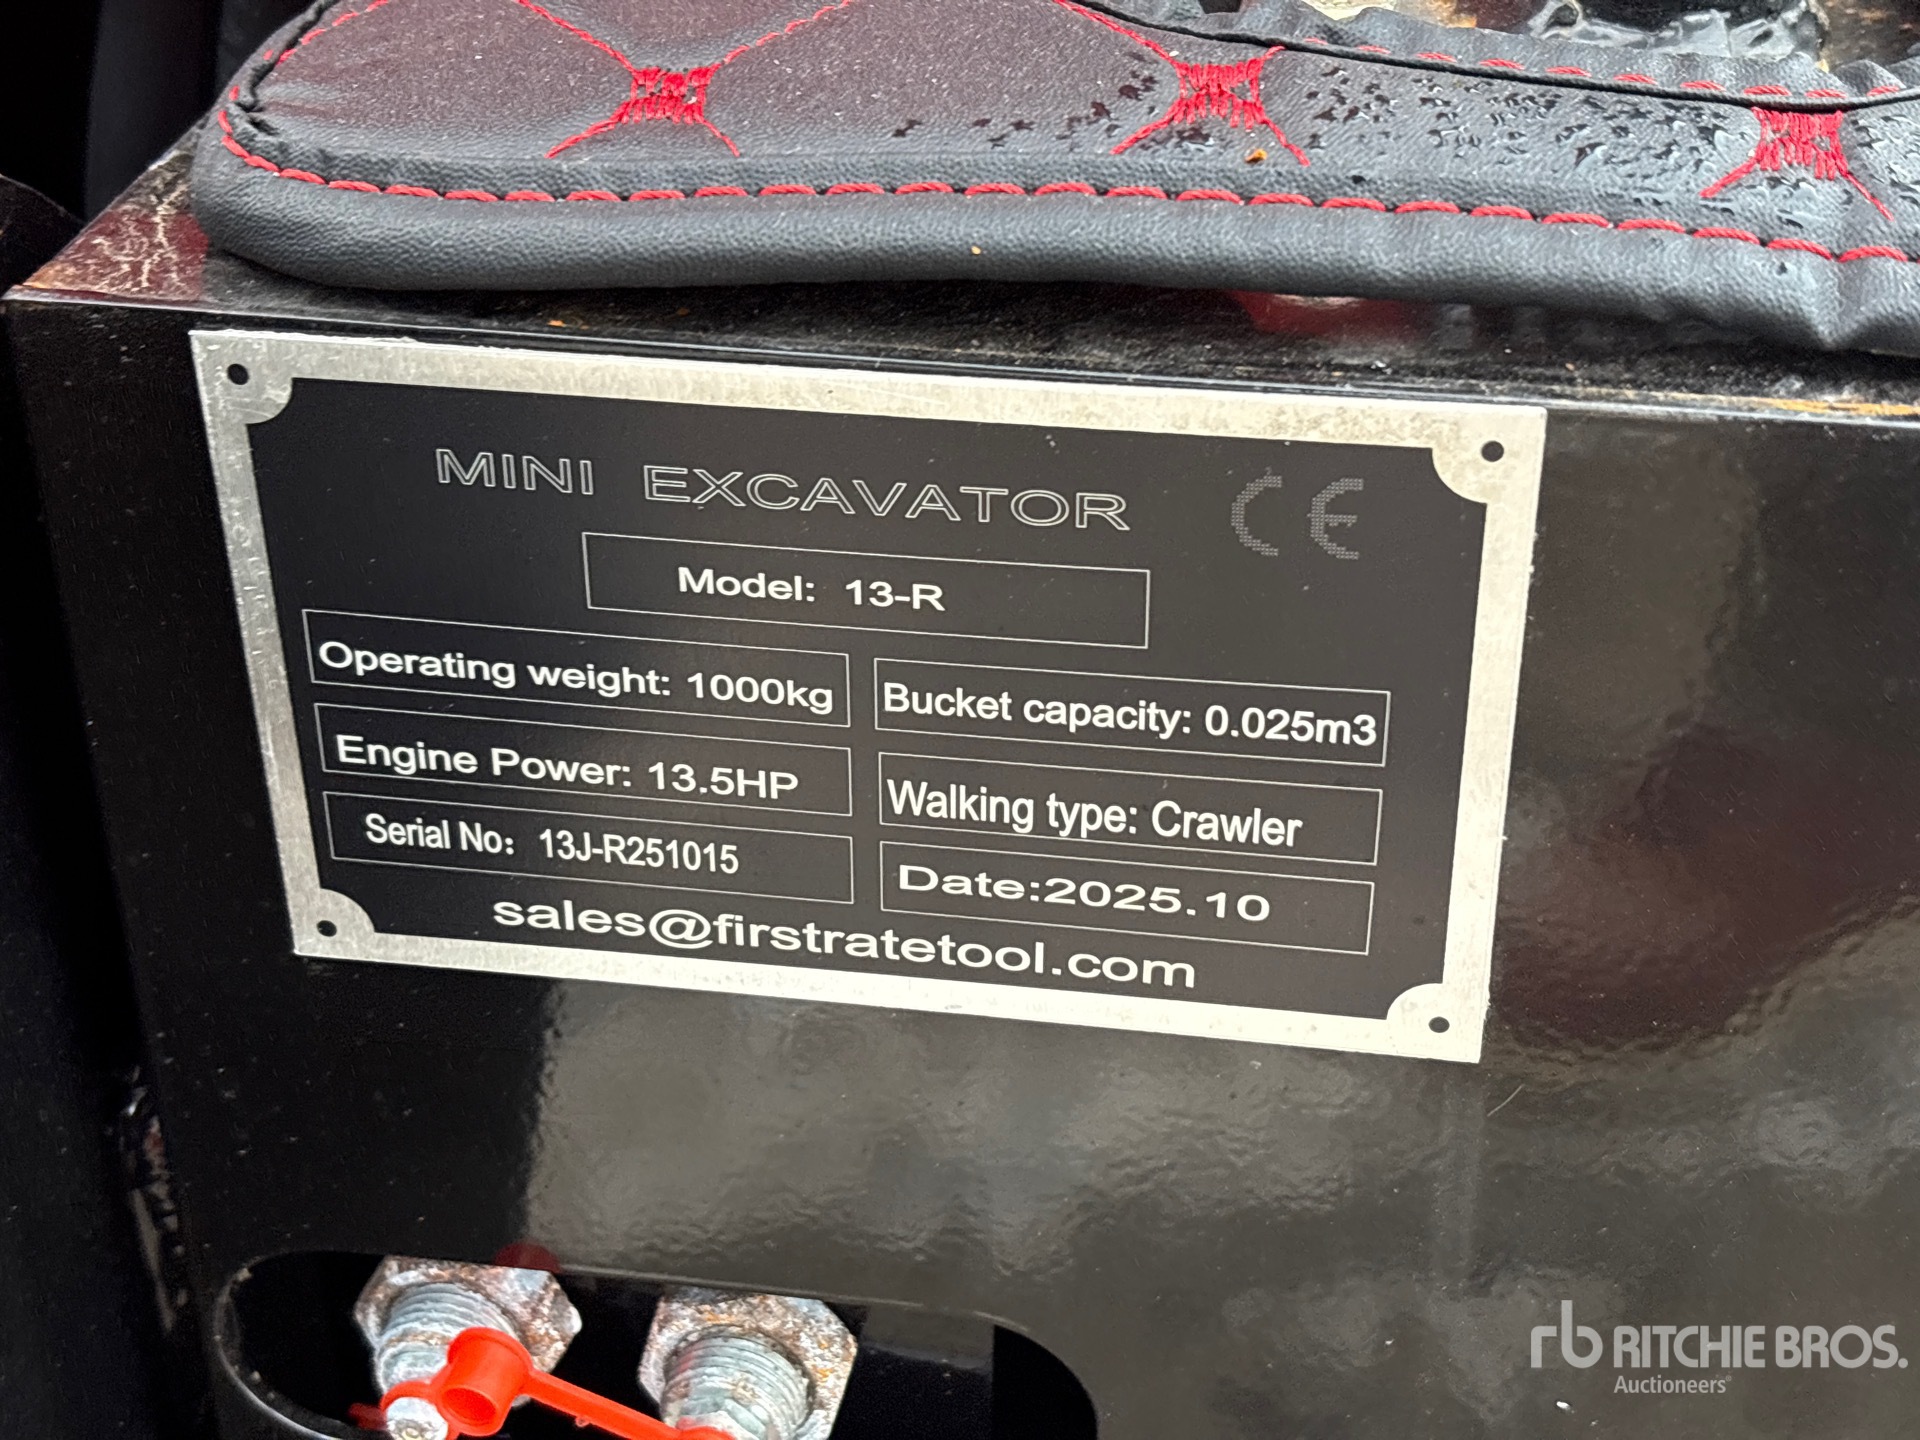 MINI EXCAVATOR CE
Model: 13-R
Operating weight: 1000kg
Bucket capacity: 0.025m3
Engine Power: 13.5HP
Walking type: Crawler
Serial No: 13J-R251015
Date:2025.10
sales@firstratetool.com
rb RITCHIE BROS.
Auctioneers